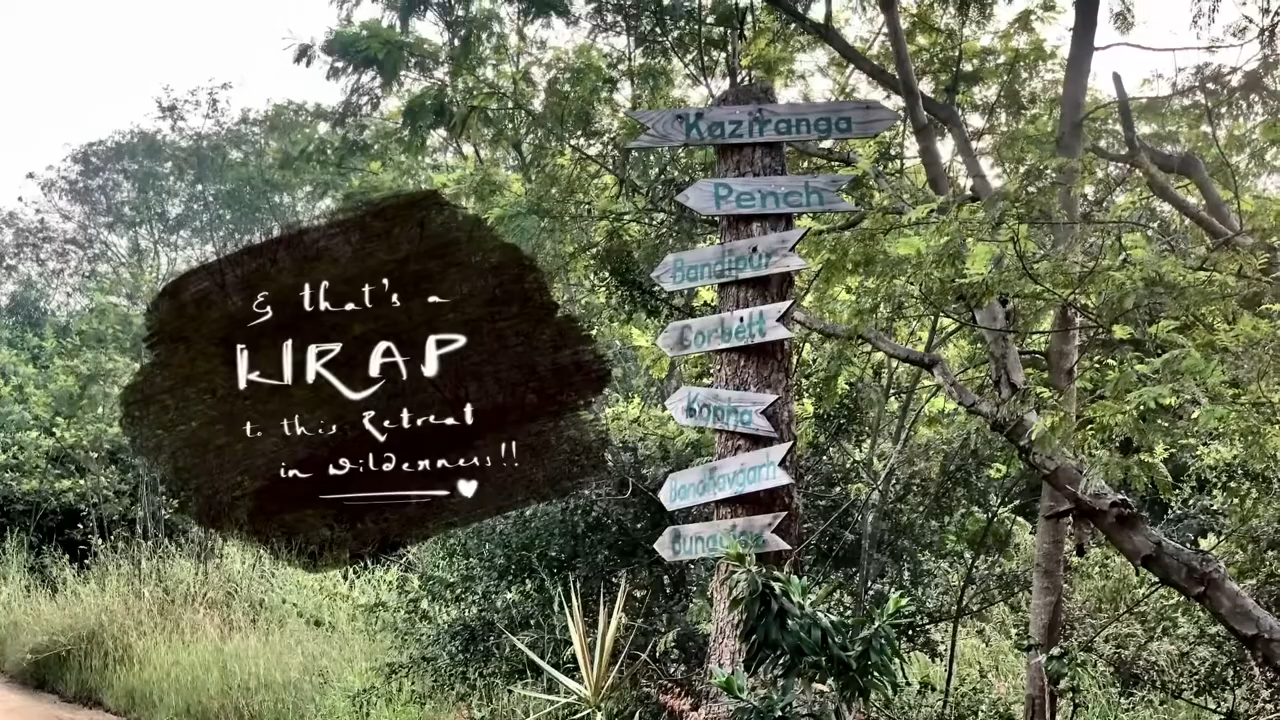 & that's a
WRAP
to this Retreat
in wilderness!!
Kaziranga
Pench
Bandipur
Corbett
Kanha
Bandhavgarh